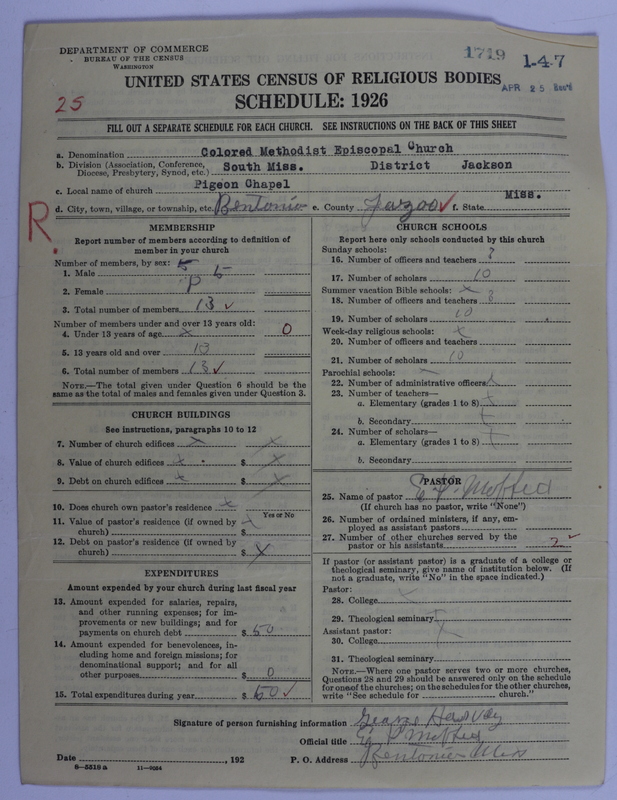 DEPARTMENT OF COMMERCE
BUREAU OF THE CENSUS
WASHINGTON
1719
1-4-7
APR 25
25
UNITED STATES CENSUS OF RELIGIOUS BODIES
SCHEDULE: 1926
FILL OUT A SEPARATE SCHEDULE FOR EACH CHURCH. SEE INSTRUCTIONS ON THE BACK OF THIS SHEET
a. Denomination Colored Methodist Episcopal Church
b. Division (Association, Conference, Diocese, Presbytery, Synod, etc.) South Miss. District Jackson
c. Local name of church Pigeon Chapel
d. City, town, village, or township, etc. Bentonia e. County Yazoo ✓ f. State Miss.
R.
MEMBERSHIP
Report number of members according to definition of
member in your church
Number of members, by sex:
1. Male 5
2. Female
3. Total number of members 13 ✓
Number of members under and over 13 years old:
4. Under 13 years of age x 0
5. 13 years old and over 13
6. Total number of members 13 ✓
NOTE.—The total given under Question 6 should be the
same as the total of males and females given under Question 3.
CHURCH BUILDINGS
See instructions, paragraphs 10 to 12
7. Number of church edifices x x
8. Value of church edifices x $ x
9. Debt on church edifices x $ x
10. Does church own pastor's residence x
Yes or No
11. Value of pastor's residence (if owned by
church) x $
12. Debt on pastor's residence (if owned by
church) $ x
EXPENDITURES
Amount expended by your church during last fiscal year
13. Amount expended for salaries, repairs,
and other running expenses; for im-
provements or new buildings; and for
payments on church debt $ 60
14. Amount expended for benevolences, in-
cluding home and foreign missions; for
denominational support; and for all
other purposes $ 0
15. Total expenditures during year $ 60 ✓
CHURCH SCHOOLS
Report here only schools conducted by this church
Sunday schools:
16. Number of officers and teachers ?
17. Number of scholars 10
Summer vacation Bible schools: x
18. Number of officers and teachers
19. Number of scholars 10
Week-day religious schools: x
20. Number of officers and teachers
21. Number of scholars 10
Parochial schools:
22. Number of administrative officers
23. Number of teachers—
a. Elementary (grades 1 to 8)
b. Secondary
24. Number of scholars—
a. Elementary (grades 1 to 8)
b. Secondary
PASTOR
25. Name of pastor
(If church has no pastor, write "None")
26. Number of ordained ministers, if any, em-
ployed as assistant pastors
27. Number of other churches served by the
pastor or his assistants 2 ✓
If pastor (or assistant pastor) is a graduate of a college or
theological seminary, give name of institution below. (If
not a graduate, write "No" in the space indicated.)
Pastor:
28. College
29. Theological seminary
Assistant pastor:
30. College
31. Theological seminary
NOTE.—Where one pastor serves two or more churches,
Questions 28 and 29 should be answered only on the schedule
for one of the churches; on the schedules for the other churches,
write "See schedule for church."
Signature of person furnishing information
Official title
Date , 192 P. O. Address Bentonia Miss
8—5518 a 11—9084